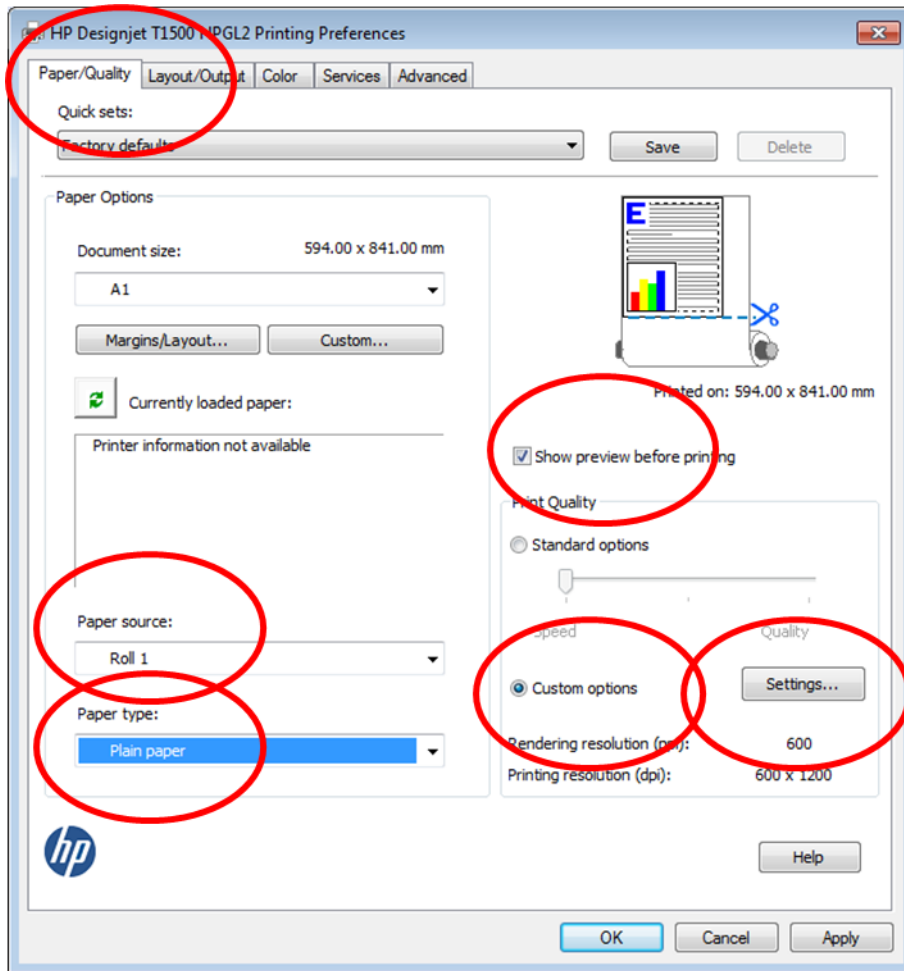 HP Designjet T1500 HPGL2 Printing Preferences
Paper/Quality Layout/Output Color Services Advanced
Quick sets:
Factory defaults
Save
Delete
Paper Options
Document size: 594.00 x 841.00 mm
A1
Margins/Layout... Custom...
Currently loaded paper:
Printer information not available
Paper source:
Roll 1
Paper type:
Plain paper
E
Printed on: 594.00 x 841.00 mm
Show preview before printing
Print Quality
Standard options
Speed Quality
Custom options
Settings...
Rendering resolution (ppi): 600
Printing resolution (dpi): 600 x 1200
hp
Help
OK Cancel Apply